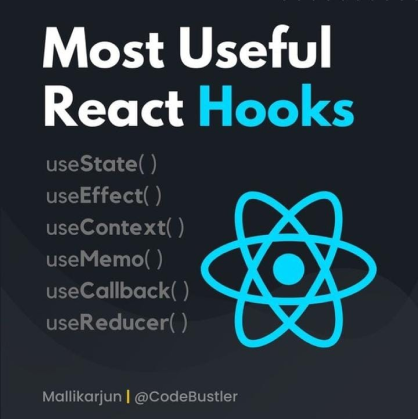 Most Useful
React Hooks
useState( )
useEffect( )
useContext( )
useMemo( )
useCallback( )
useReducer( )
Mallikarjun | @CodeBustler